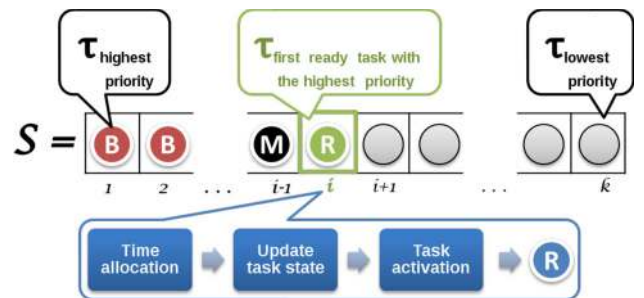 τhighest priority
τfirst ready task with the highest priority
τlowest priority
S =
B B M R
1 2 . . . i-1 i i+1 . . . k
Time allocation
Update task state
Task activation
R